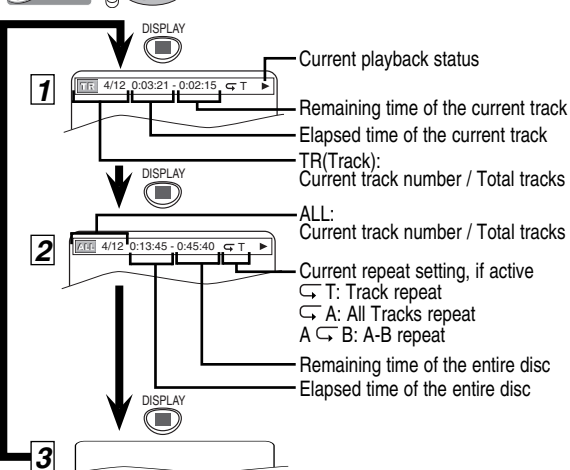 DISPLAY
1
TR 4/12 0:03:21 - 0:02:15 T
Current playback status
Remaining time of the current track
Elapsed time of the current track
TR(Track):
Current track number / Total tracks
DISPLAY
2
ALL 4/12 0:13:45 - 0:45:40 T
ALL:
Current track number / Total tracks
Current repeat setting, if active
T: Track repeat
A: All Tracks repeat
A B: A-B repeat
Remaining time of the entire disc
Elapsed time of the entire disc
DISPLAY
3